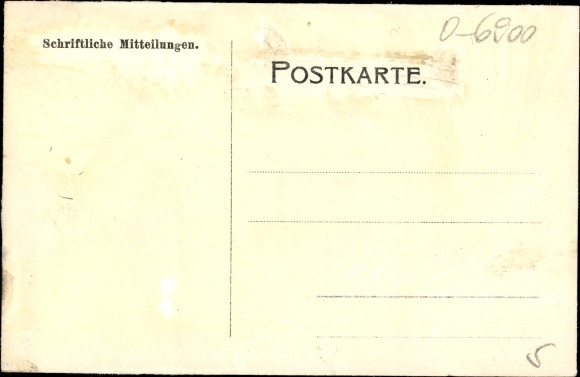 O-6900
Schriftliche Mitteilungen.
POSTKARTE.
5